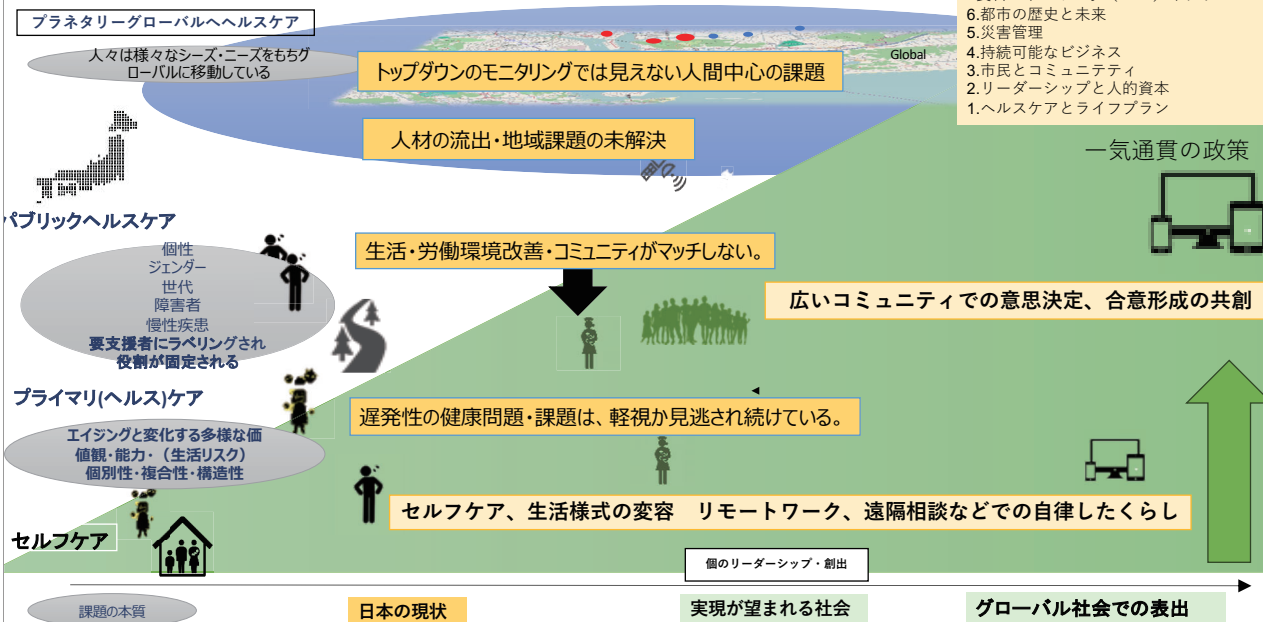 プラネタリーグローバルヘヘルスケア
人々は様々なシーズ・ニーズをもちグ
ローバルに移動している
トップダウンのモニタリングでは見えない人間中心の課題
Global
6.都市の歴史と未来
5.災害管理
4.持続可能なビジネス
3.市民とコミュニテティ
2.リーダーシップと人的資本
1.ヘルスケアとライフプラン
人材の流出・地域課題の未解決
一気通貫の政策
パブリックヘルスケア
個性
ジェンダー
世代
障害者
慢性疾患
要支援者にラベリングされ
役割が固定される
生活・労働環境改善・コミュニティがマッチしない。
広いコミュニティでの意思決定、合意形成の共創
プライマリ(ヘルス)ケア
エイジングと変化する多様な価
値観・能力・（生活リスク）
個別性・複合性・構造性
遅発性の健康問題・課題は、軽視か見逃され続けている。
セルフケア、生活様式の変容　リモートワーク、遠隔相談などでの自律したくらし
セルフケア
個のリーダーシップ・創出
課題の本質
日本の現状
実現が望まれる社会
グローバル社会での表出